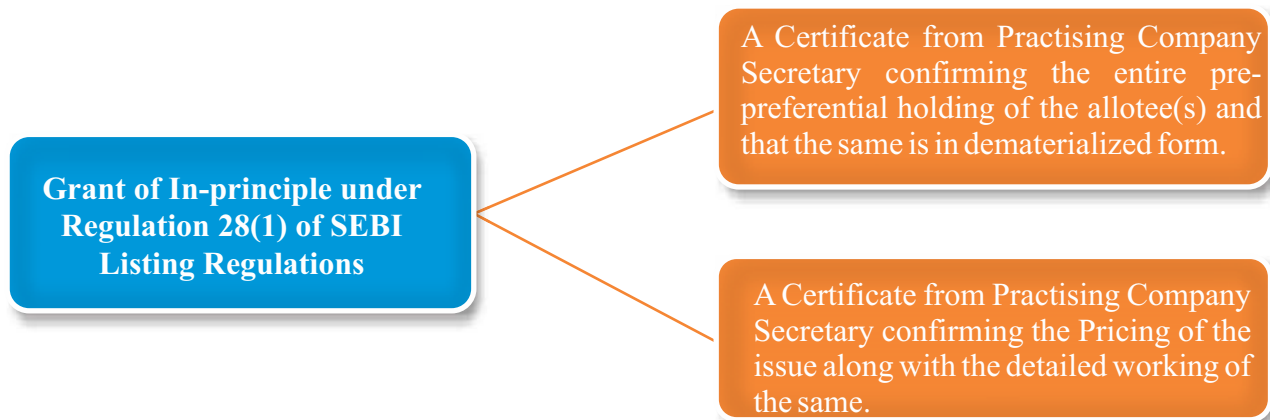 Grant of In-principle under
Regulation 28(1) of SEBI
Listing Regulations
A Certificate from Practising Company
Secretary confirming the entire pre-
preferential holding of the allotee(s) and
that the same is in dematerialized form.
A Certificate from Practising Company
Secretary confirming the Pricing of the
issue along with the detailed working of
the same.